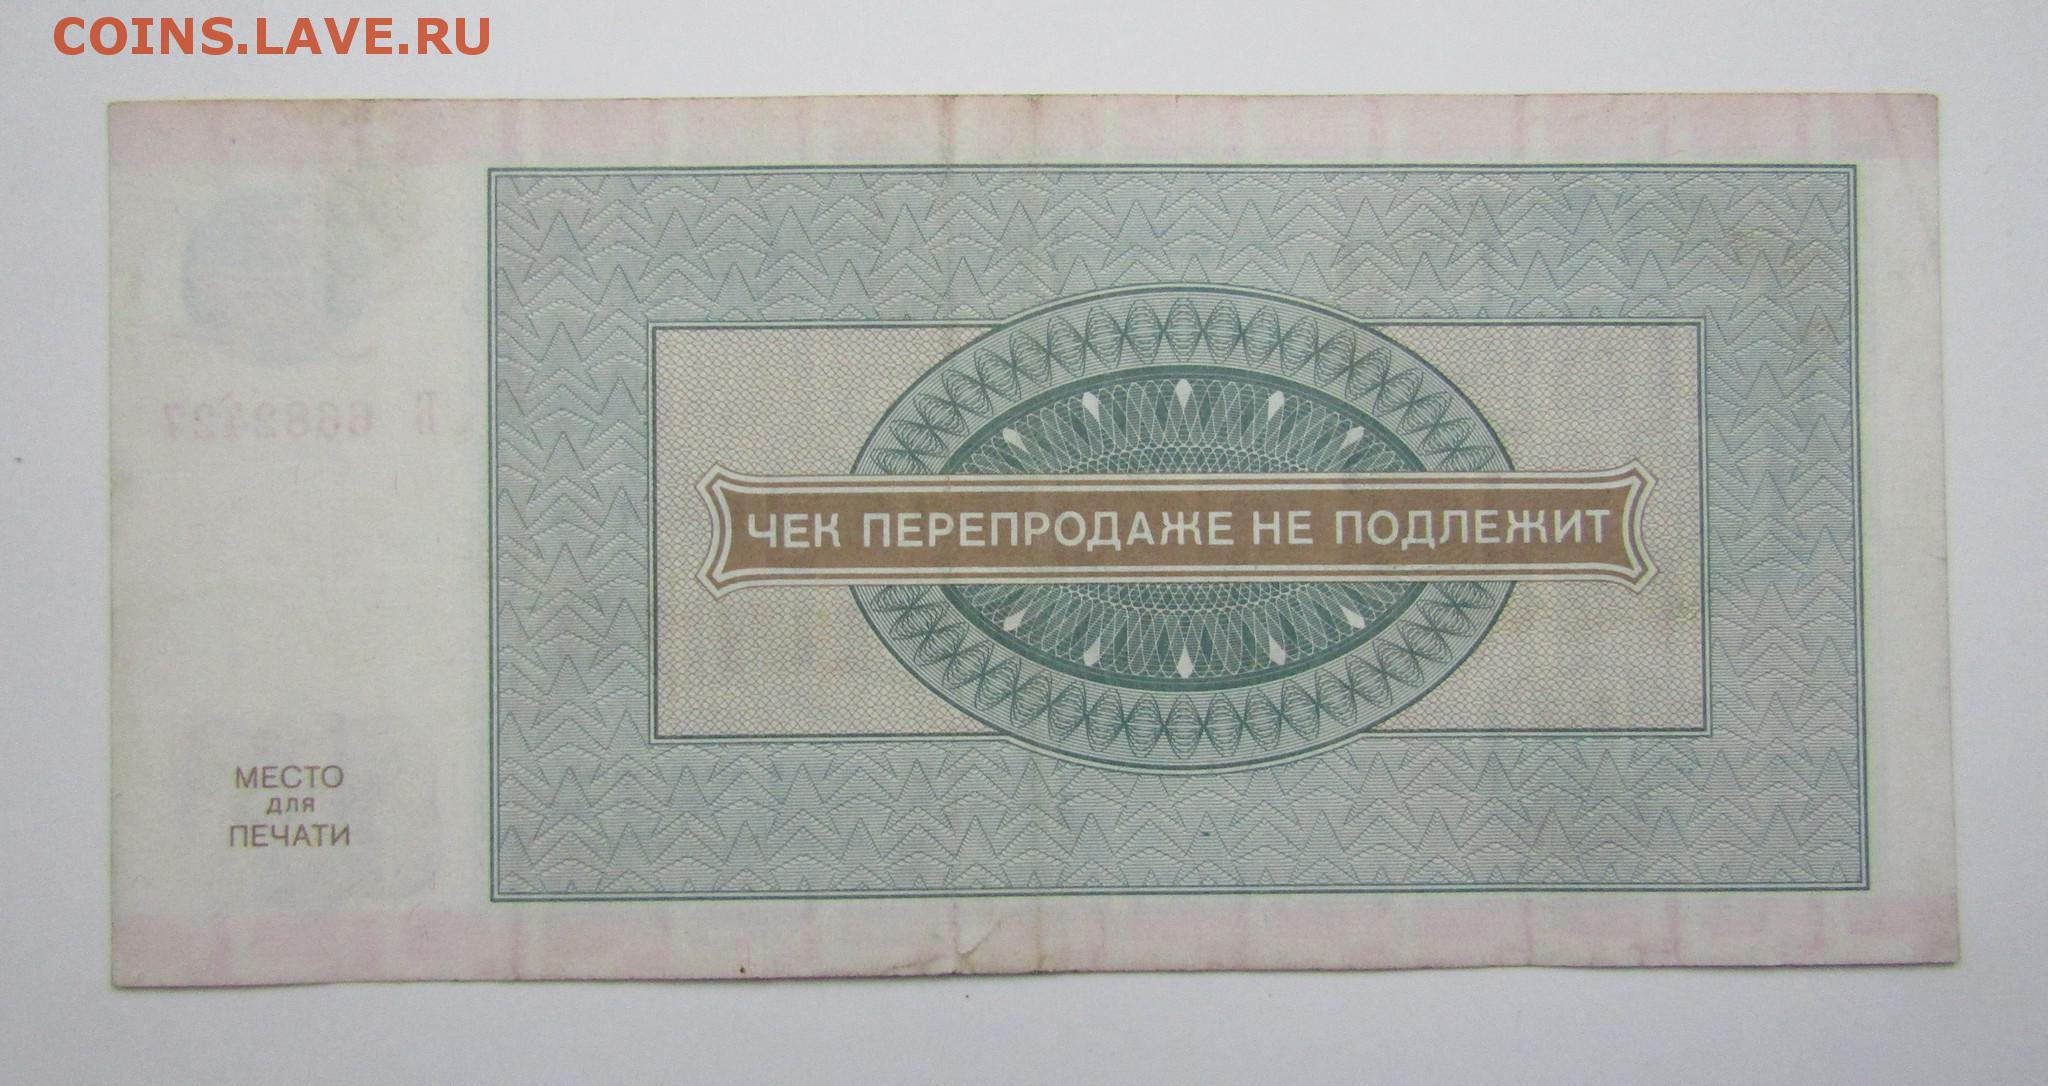 COINS.LAVE.RU
ЧЕК ПЕРЕПРОДАЖЕ НЕ ПОДЛЕЖИТ
МЕСТО
ДЛЯ
ПЕЧАТИ